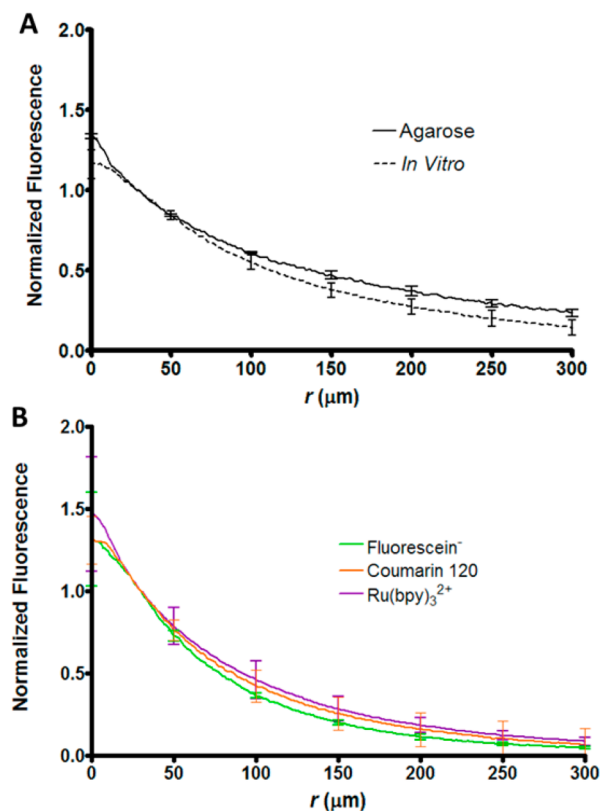 A
2.0
1.5
1.0
0.5
0.0
Normalized Fluorescence
Agarose
In Vitro
0 50 100 150 200 250 300
r (μm)
B
2.0
1.5
1.0
0.5
0.0
Normalized Fluorescence
Fluorescein⁻
Coumarin 120
Ru(bpy)₃²⁺
0 50 100 150 200 250 300
r (μm)